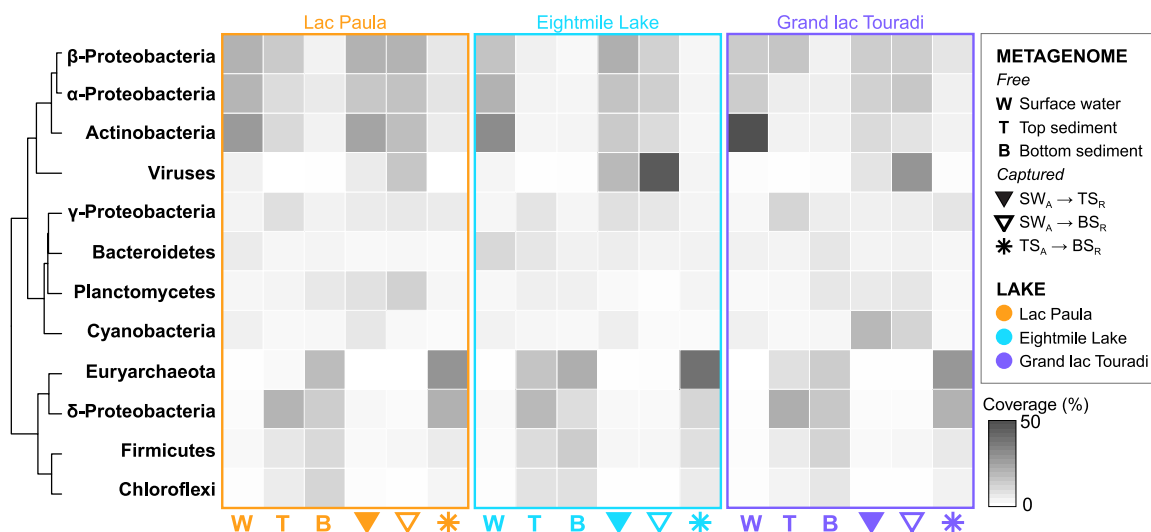 Lac Paula
Eightmile Lake
Grand lac Touradi
β-Proteobacteria
α-Proteobacteria
Actinobacteria
Viruses
γ-Proteobacteria
Bacteroidetes
Planctomycetes
Cyanobacteria
Euryarchaeota
δ-Proteobacteria
Firmicutes
Chloroflexi
W T B W T B W T B
METAGENOME
Free
W Surface water
T Top sediment
B Bottom sediment
Captured
SWA → TSR
SWA → BSR
TSA → BSR
LAKE
Lac Paula
Eightmile Lake
Grand lac Touradi
Coverage (%)
50
0